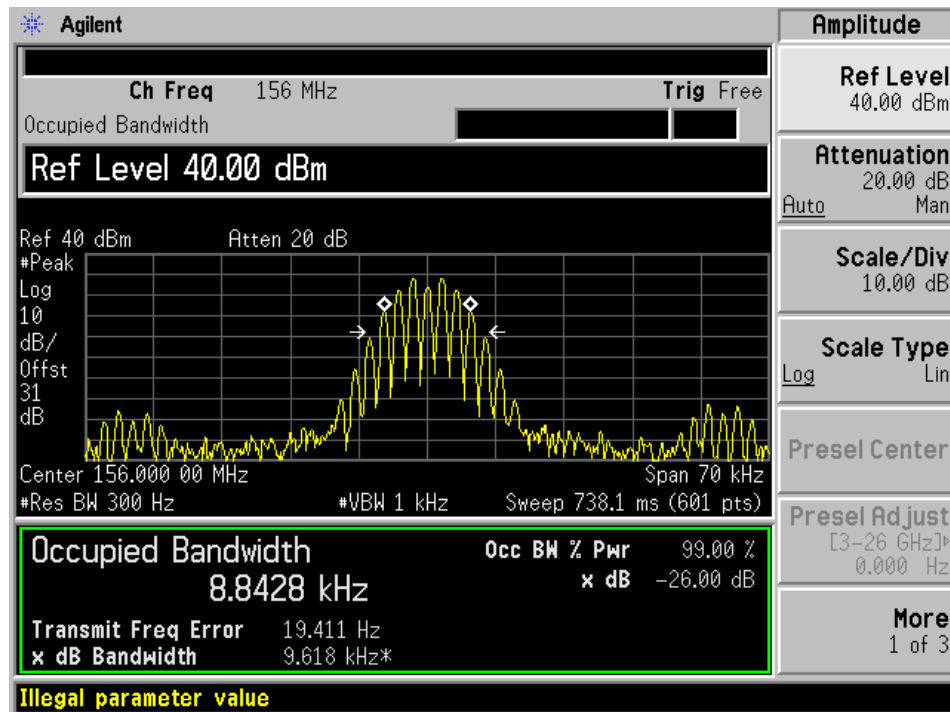 Agilent
Ch Freq 156 MHz Trig Free
Occupied Bandwidth
Ref Level 40.00 dBm
Ref 40 dBm Atten 20 dB
#Peak
Log
10
dB/
Offst
31
dB
Center 156.000 00 MHz Span 70 kHz
#Res BW 300 Hz #VBW 1 kHz Sweep 738.1 ms (601 pts)
Occupied Bandwidth Occ BW % Pwr 99.00 %
8.8428 kHz x dB -26.00 dB
Transmit Freq Error 19.411 Hz
x dB Bandwidth 9.618 kHz*
Illegal parameter value
Amplitude
Ref Level
40.00 dBm
Attenuation
20.00 dB
Auto Man
Scale/Div
10.00 dB
Scale Type
Log Lin
Presel Center
Presel Adjust
[3-26 GHz]
0.000 Hz
More
1 of 3